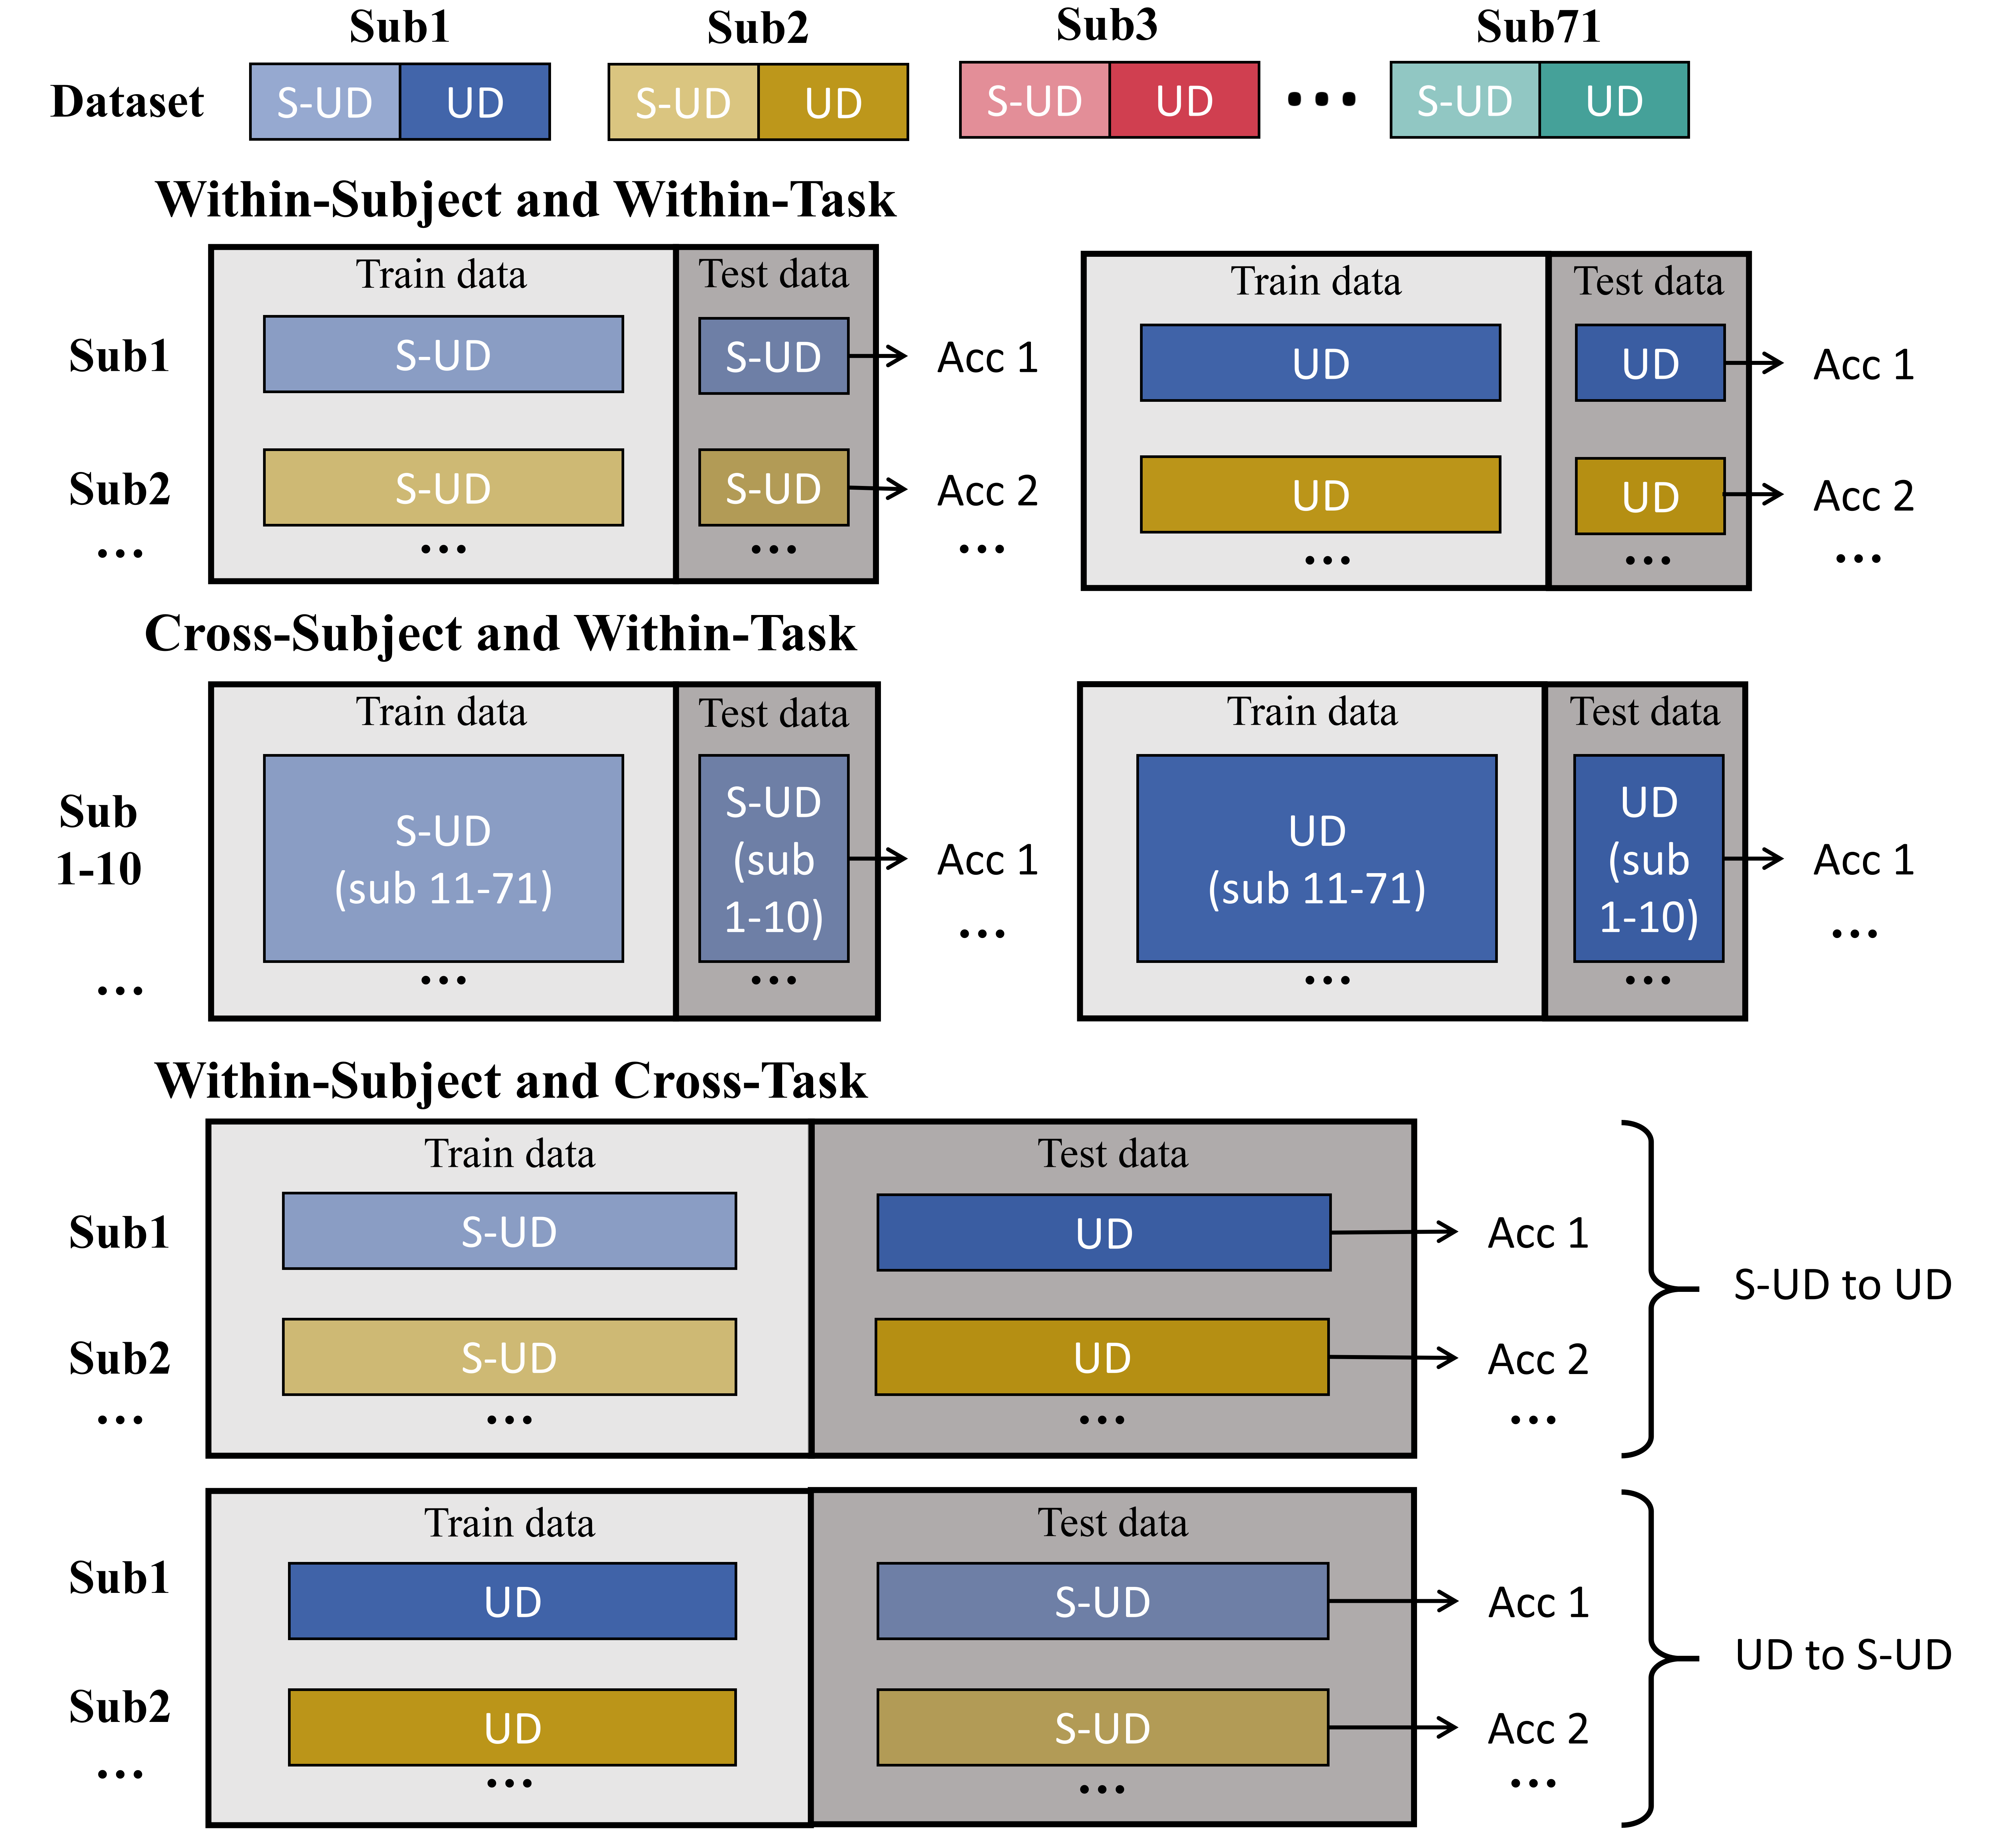 Sub1 Sub2 Sub3 Sub71
Dataset S-UD UD S-UD UD S-UD UD ... S-UD UD
Within-Subject and Within-Task
Train data Test data Train data Test data
Sub1 S-UD S-UD Acc 1 UD UD Acc 1
Sub2 S-UD S-UD Acc 2 UD UD Acc 2
... ... ... ... ... ... ...
Cross-Subject and Within-Task
Train data Test data Train data Test data
Sub
1-10
S-UD
(sub 11-71)
S-UD
(sub
1-10)
Acc 1
...
UD
(sub 11-71)
UD
(sub
1-10)
Acc 1
...
... ... ... ... ...
Within-Subject and Cross-Task
Train data Test data
Sub1 S-UD UD Acc 1
Sub2 S-UD UD Acc 2
... ... ... ...
S-UD to UD
Train data Test data
Sub1 UD S-UD Acc 1
Sub2 UD S-UD Acc 2
... ... ... ...
UD to S-UD